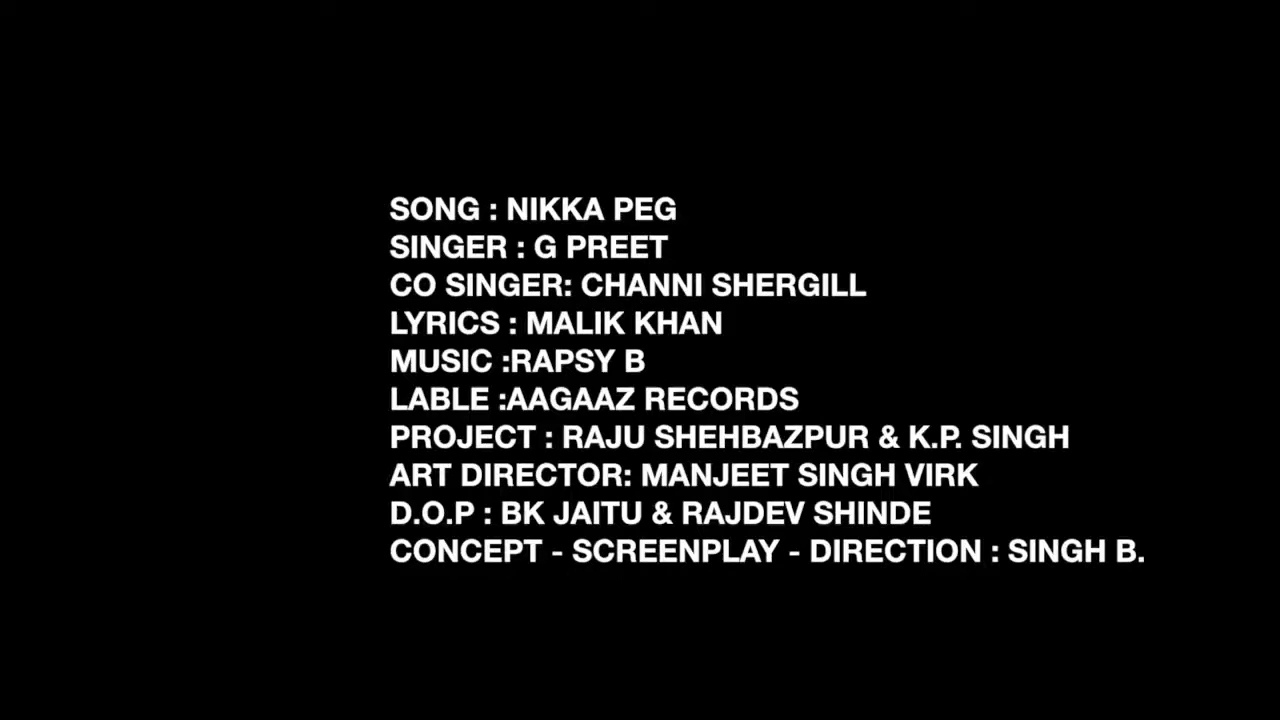 SONG : NIKKA PEG
SINGER : G PREET
CO SINGER: CHANNI SHERGILL
LYRICS : MALIK KHAN
MUSIC :RAPSY B
LABLE :AAGAAZ RECORDS
PROJECT : RAJU SHEHBAZPUR & K.P. SINGH
ART DIRECTOR: MANJEET SINGH VIRK
D.O.P : BK JAITU & RAJDEV SHINDE
CONCEPT - SCREENPLAY - DIRECTION : SINGH B.